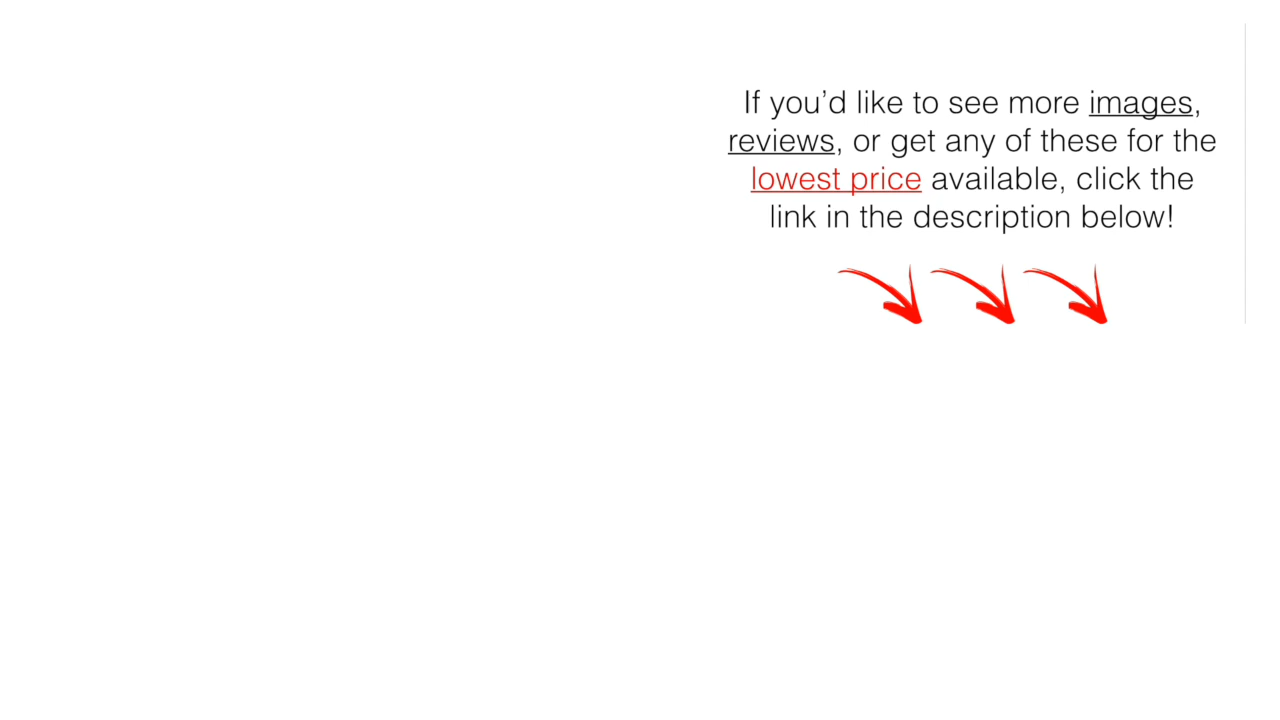 If you’d like to see more images,
reviews, or get any of these for the
lowest price available, click the
link in the description below!